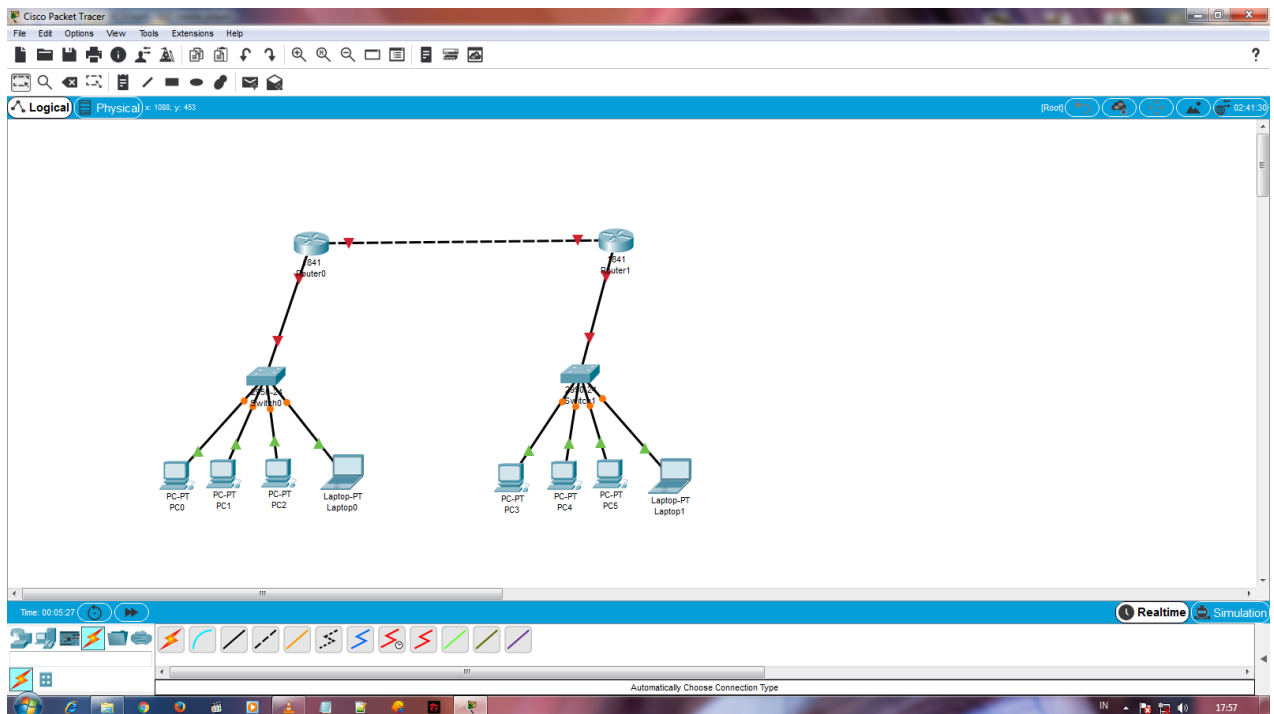 Cisco Packet Tracer
File Edit Options View Tools Extensions Help
?
Logical Physical x: 1088, y: 453 [Root] 02:41:30
1841
Router0
1841
Router1
Switch0
Switch1
PC-PT
PC0
PC-PT
PC1
PC-PT
PC2
Laptop-PT
Laptop0
PC-PT
PC3
PC-PT
PC4
PC-PT
PC5
Laptop-PT
Laptop1
Time: 00:05:27 Realtime Simulation
Automatically Choose Connection Type
IN 17:57